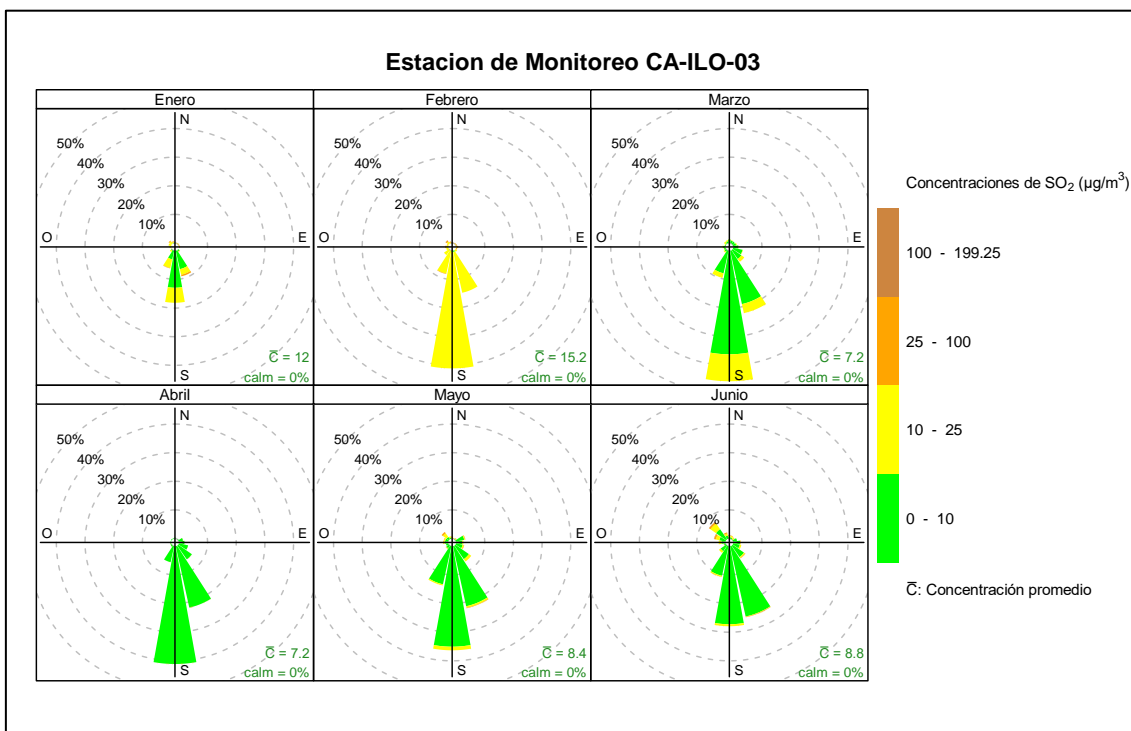 Estacion de Monitoreo CA-ILO-03
Enero
N
50%
40%
30%
20%
10%
O
E
S
C̅ = 12
calm = 0%
Febrero
N
50%
40%
30%
20%
10%
O
E
S
C̅ = 15.2
calm = 0%
Marzo
N
50%
40%
30%
20%
10%
O
E
S
C̅ = 7.2
calm = 0%
Abril
N
50%
40%
30%
20%
10%
O
E
S
C̅ = 7.2
calm = 0%
Mayo
N
50%
40%
30%
20%
10%
O
E
S
C̅ = 8.4
calm = 0%
Junio
N
50%
40%
30%
20%
10%
O
E
S
C̅ = 8.8
calm = 0%
Concentraciones de SO₂ (µg/m³)
100 - 199.25
25 - 100
10 - 25
0 - 10
C̅: Concentración promedio